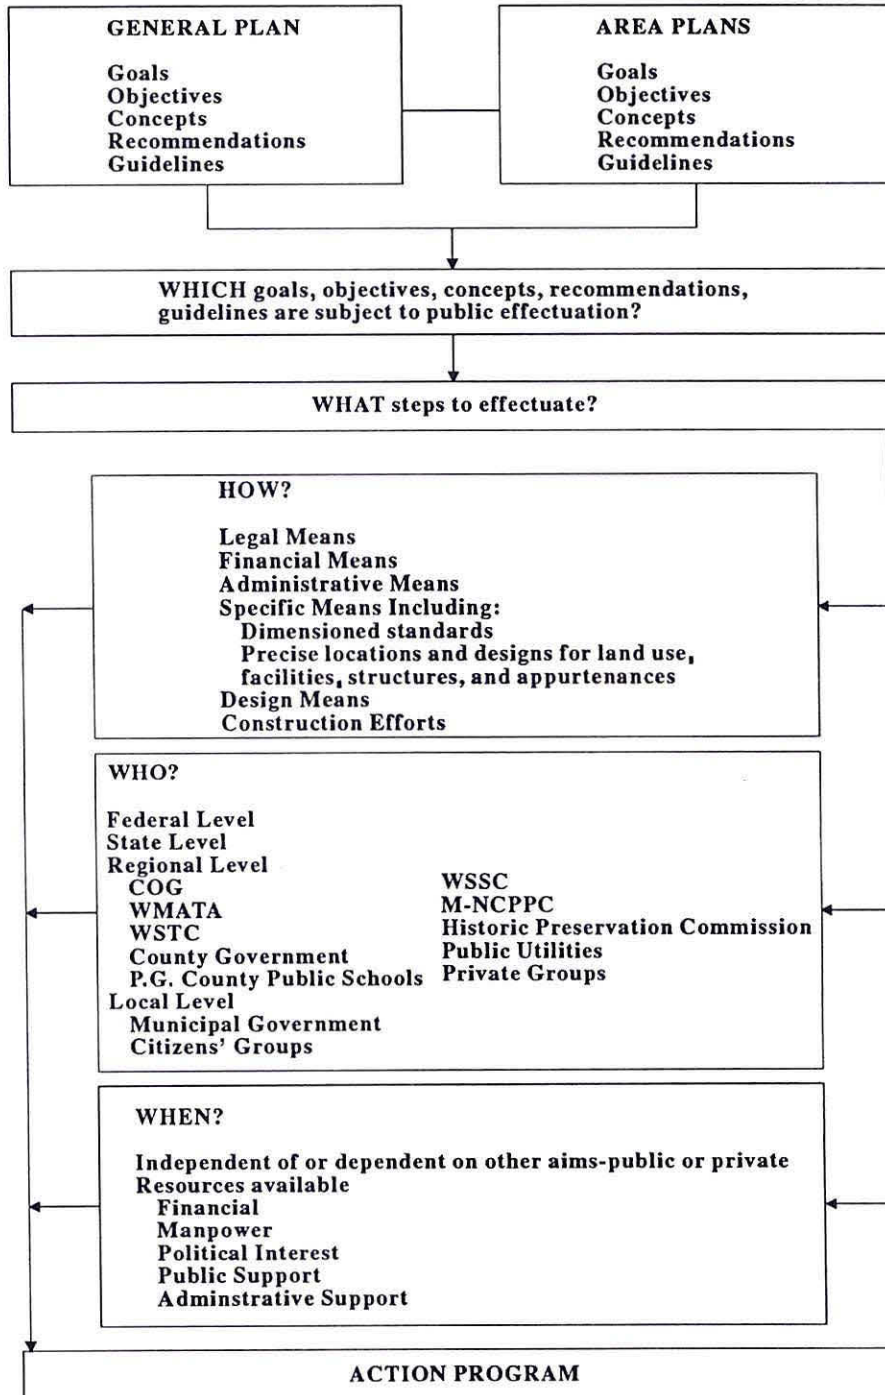 GENERAL PLAN
Goals
Objectives
Concepts
Recommendations
Guidelines
AREA PLANS
Goals
Objectives
Concepts
Recommendations
Guidelines
WHICH goals, objectives, concepts, recommendations,
guidelines are subject to public effectuation?
WHAT steps to effectuate?
HOW?
Legal Means
Financial Means
Administrative Means
Specific Means Including:
Dimensioned standards
Precise locations and designs for land use,
facilities, structures, and appurtenances
Design Means
Construction Efforts
WHO?
Federal Level
State Level
Regional Level
COG
WMATA
WSTC
County Government
P.G. County Public Schools
WSSC
M-NCPPC
Historic Preservation Commission
Public Utilities
Private Groups
Local Level
Municipal Government
Citizens' Groups
WHEN?
Independent of or dependent on other aims-public or private
Resources available
Financial
Manpower
Political Interest
Public Support
Adminstrative Support
ACTION PROGRAM